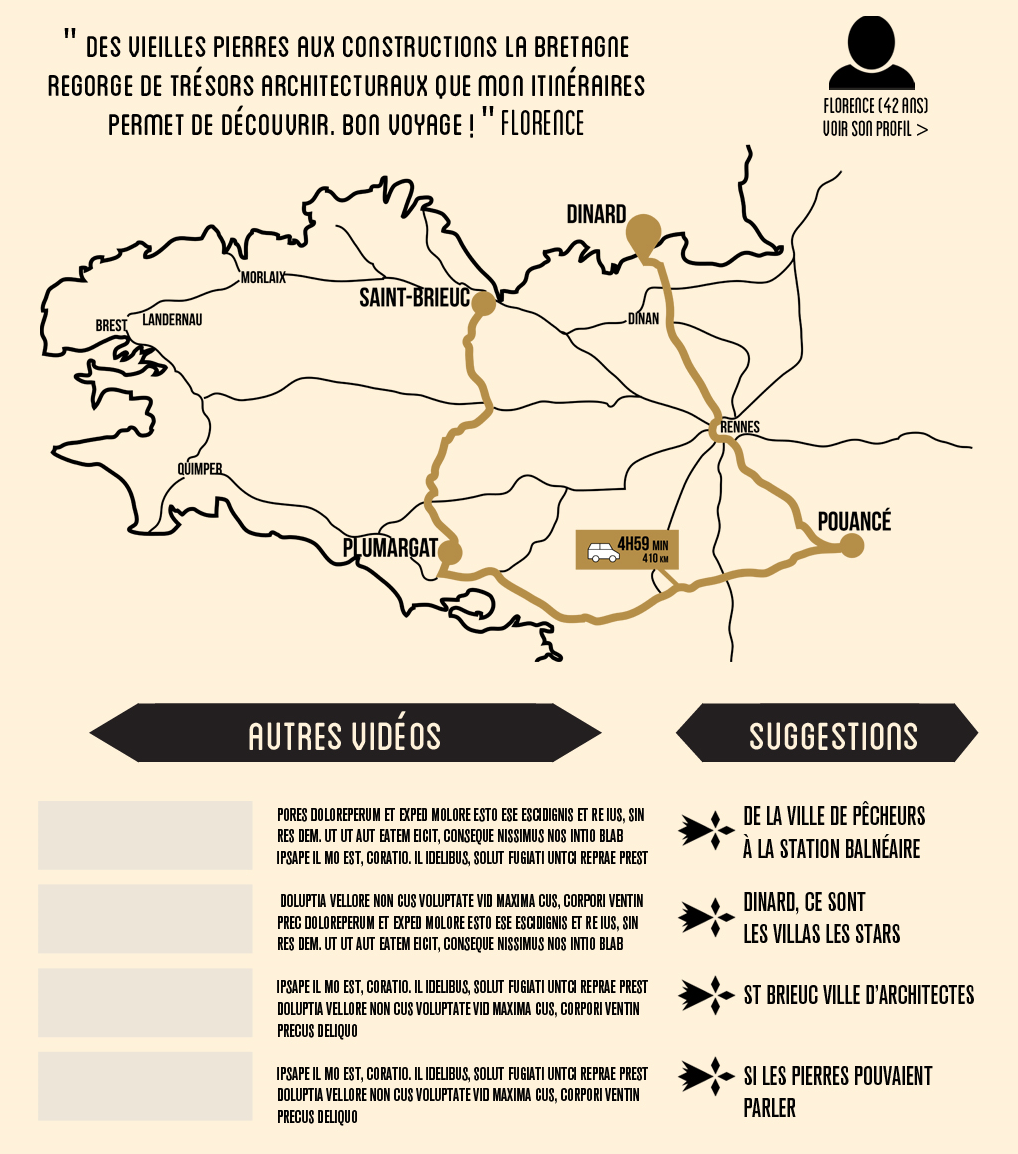 " DES VIEILLES PIERRES AUX CONSTRUCTIONS LA BRETAGNE
REGORGE DE TRÉSORS ARCHITECTURAUX QUE MON ITINÉRAIRES
PERMET DE DÉCOUVRIR. BON VOYAGE ! " FLORENCE
FLORENCE (42 ANS)
VOIR SON PROFIL >
DINARD
MORLAIX
SAINT-BRIEUC
BREST
LANDERNAU
DINAN
RENNES
QUIMPER
POUANCÉ
PLUMARGAT
4H59 MIN
410 KM
AUTRES VIDÉOS
PORES DOLOREPERUM ET EXPED MOLORE ESTO ESE ESCIDIGNIS ET RE IUS, SIN
RES DEM. UT UT AUT EATEM EICIT, CONSEQUE NISSIMUS NOS INTIO BLAB
IPSAPE IL MO EST, CORATIO. IL IDELIBUS, SOLUT FUGIATI UNTCI REPRAE PREST
DOLUPTIA VELLORE NON CUS VOLUPTATE VID MAXIMA CUS, CORPORI VENTIN
PREC DOLOREPERUM ET EXPED MOLORE ESTO ESE ESCIDIGNIS ET RE IUS, SIN
RES DEM. UT UT AUT EATEM EICIT, CONSEQUE NISSIMUS NOS INTIO BLAB
IPSAPE IL MO EST, CORATIO. IL IDELIBUS, SOLUT FUGIATI UNTCI REPRAE PREST
DOLUPTIA VELLORE NON CUS VOLUPTATE VID MAXIMA CUS, CORPORI VENTIN
PRECUS DELIQUO
IPSAPE IL MO EST, CORATIO. IL IDELIBUS, SOLUT FUGIATI UNTCI REPRAE PREST
DOLUPTIA VELLORE NON CUS VOLUPTATE VID MAXIMA CUS, CORPORI VENTIN
PRECUS DELIQUO
SUGGESTIONS
DE LA VILLE DE PÊCHEURS
À LA STATION BALNÉAIRE
DINARD, CE SONT
LES VILLAS LES STARS
ST BRIEUC VILLE D'ARCHITECTES
SI LES PIERRES POUVAIENT
PARLER